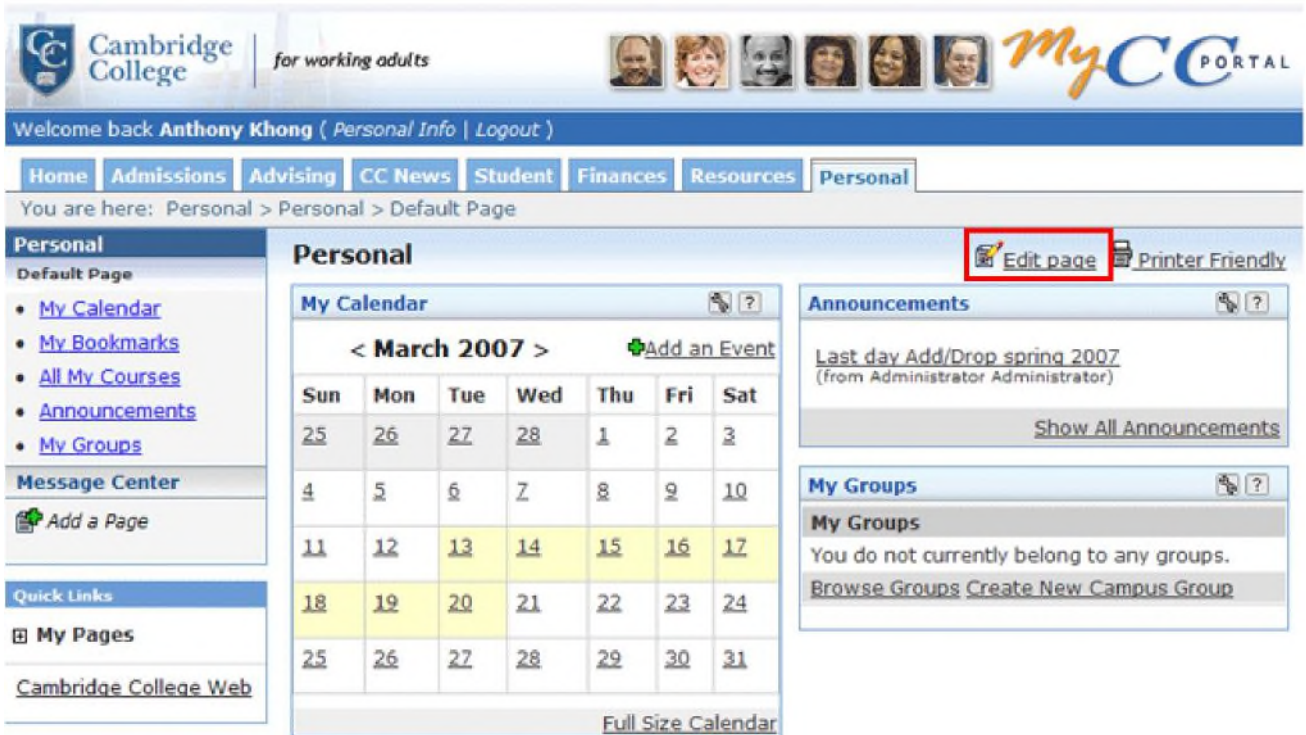 CC
Cambridge College
for working adults
MyCC PORTAL
Welcome back Anthony Khong ( Personal Info | Logout )
Home Admissions Advising CC News Student Finances Resources Personal
You are here: Personal > Personal > Default Page
Personal
Default Page
• My Calendar
• My Bookmarks
• All My Courses
• Announcements
• My Groups
Message Center
Add a Page
Quick Links
My Pages
Cambridge College Web
Personal
Edit page Printer Friendly
My Calendar ?
< March 2007 > Add an Event
Sun Mon Tue Wed Thu Fri Sat
25 26 27 28 1 2 3
4 5 6 7 8 9 10
11 12 13 14 15 16 17
18 19 20 21 22 23 24
25 26 27 28 29 30 31
Full Size Calendar
Announcements ?
Last day Add/Drop spring 2007
(from Administrator Administrator)
Show All Announcements
My Groups ?
My Groups
You do not currently belong to any groups.
Browse Groups Create New Campus Group